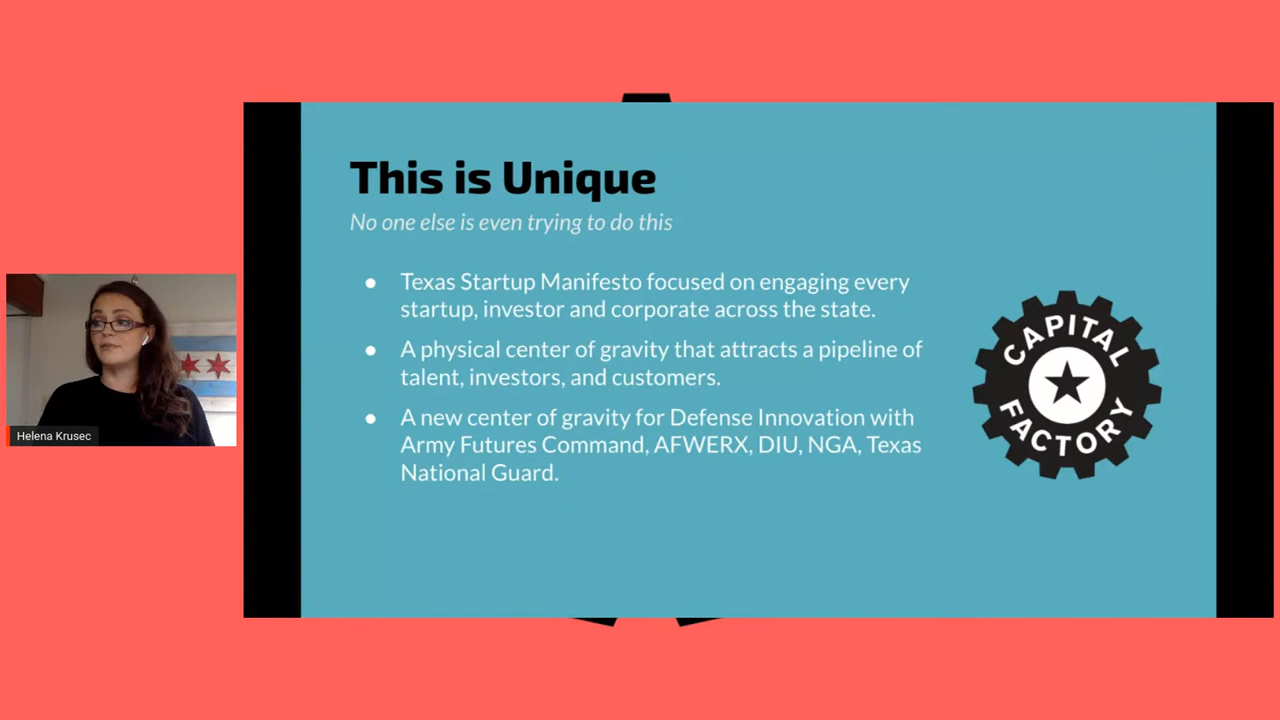 This is Unique
No one else is even trying to do this
● Texas Startup Manifesto focused on engaging every
startup, investor and corporate across the state.
● A physical center of gravity that attracts a pipeline of
talent, investors, and customers.
● A new center of gravity for Defense Innovation with
Army Futures Command, AFWERX, DIU, NGA, Texas
National Guard.
CAPITAL
FACTORY
Helena Krusec